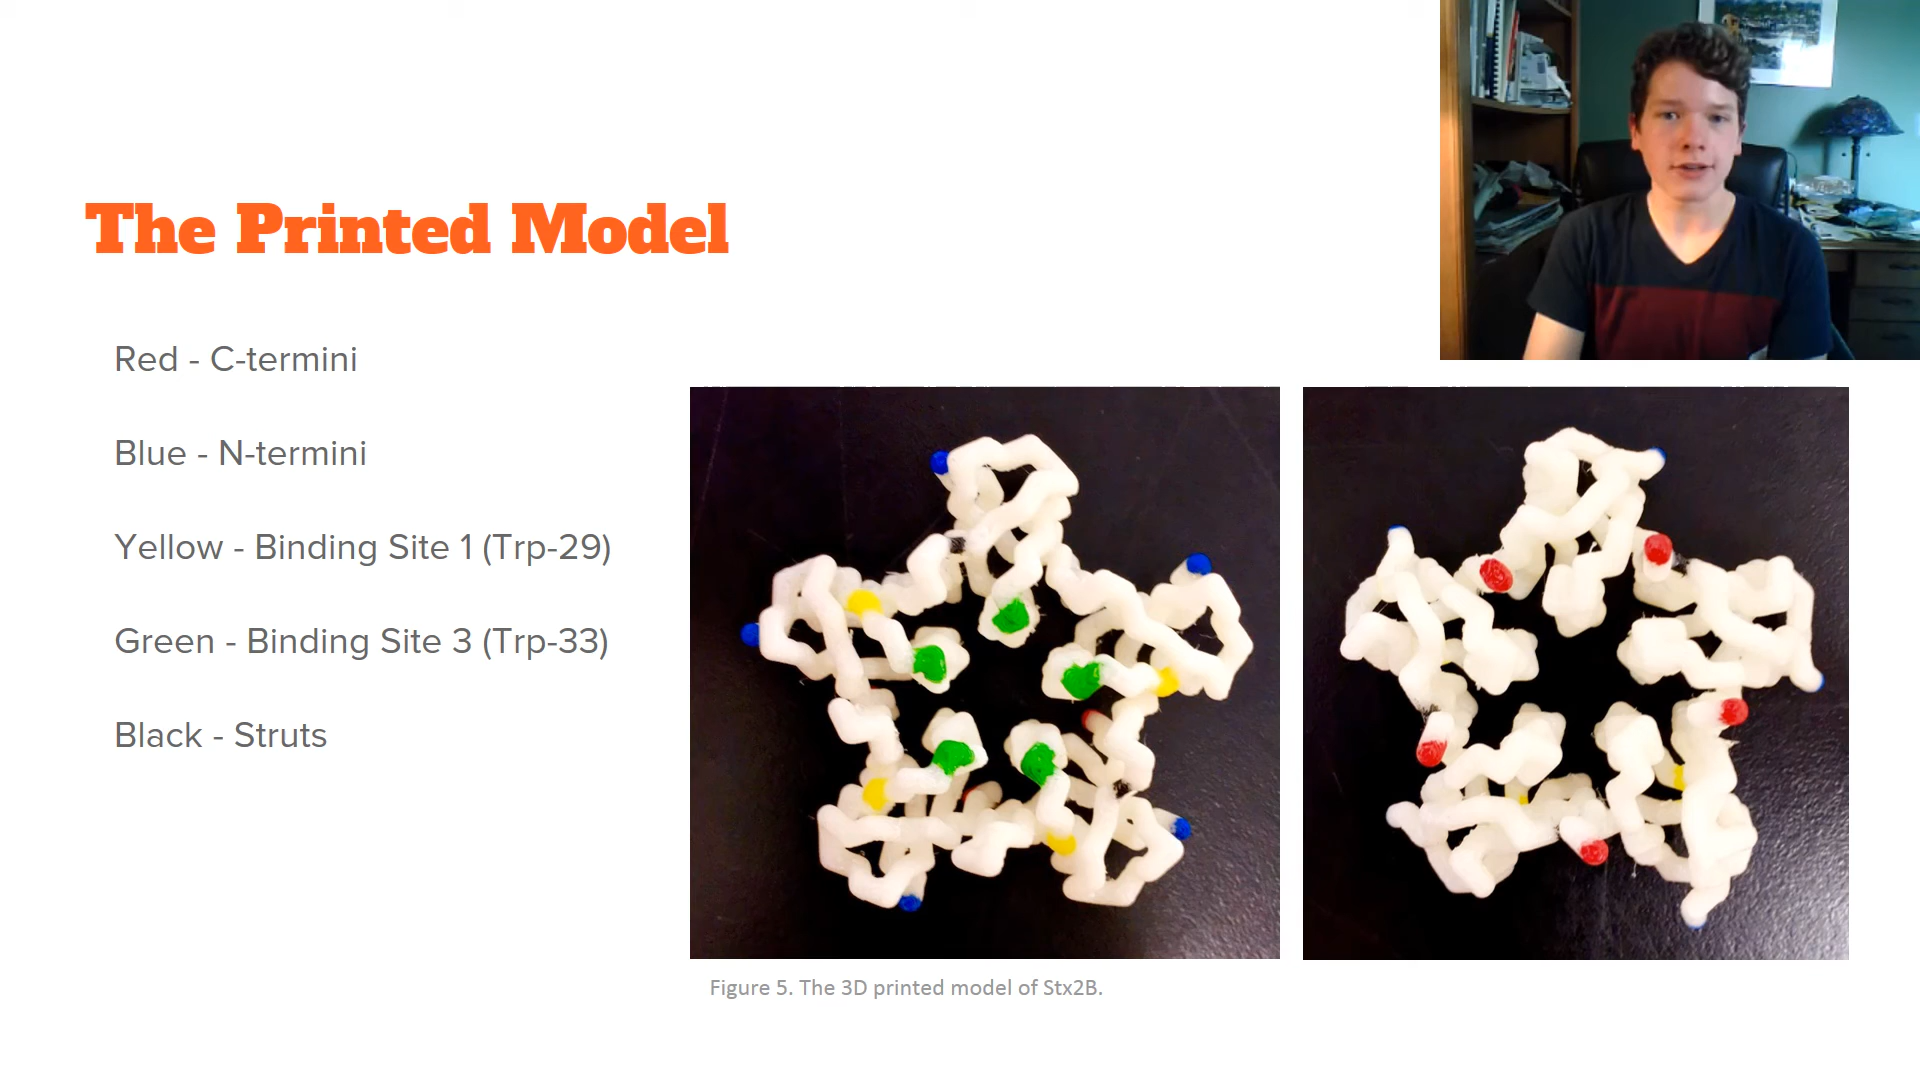 The Printed Model
Red - C-termini
Blue - N-termini
Yellow - Binding Site 1 (Trp-29)
Green - Binding Site 3 (Trp-33)
Black - Struts
Figure 5. The 3D printed model of Stx2B.